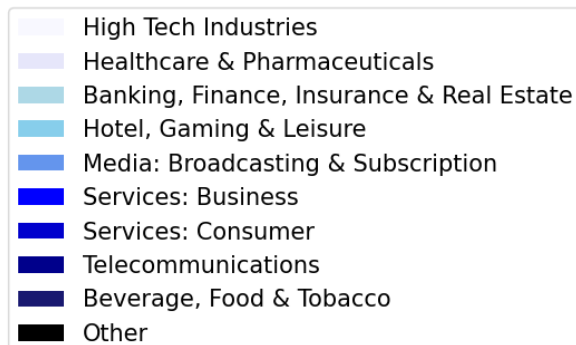 High Tech Industries
Healthcare & Pharmaceuticals
Banking, Finance, Insurance & Real Estate
Hotel, Gaming & Leisure
Media: Broadcasting & Subscription
Services: Business
Services: Consumer
Telecommunications
Beverage, Food & Tobacco
Other